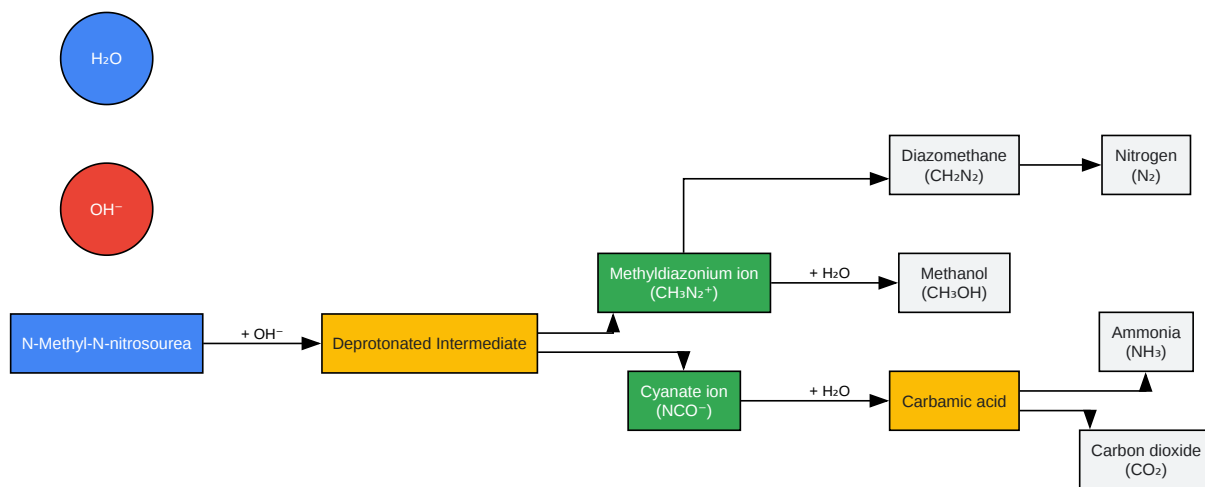 H₂O
OH⁻
Diazomethane
(CH₂N₂)
Nitrogen
(N₂)
Methyldiazonium ion
(CH₃N₂⁺)
+ H₂O
Methanol
(CH₃OH)
N-Methyl-N-nitrosourea
+ OH⁻
Deprotonated Intermediate
Ammonia
(NH₃)
Cyanate ion
(NCO⁻)
+ H₂O
Carbamic acid
Carbon dioxide
(CO₂)